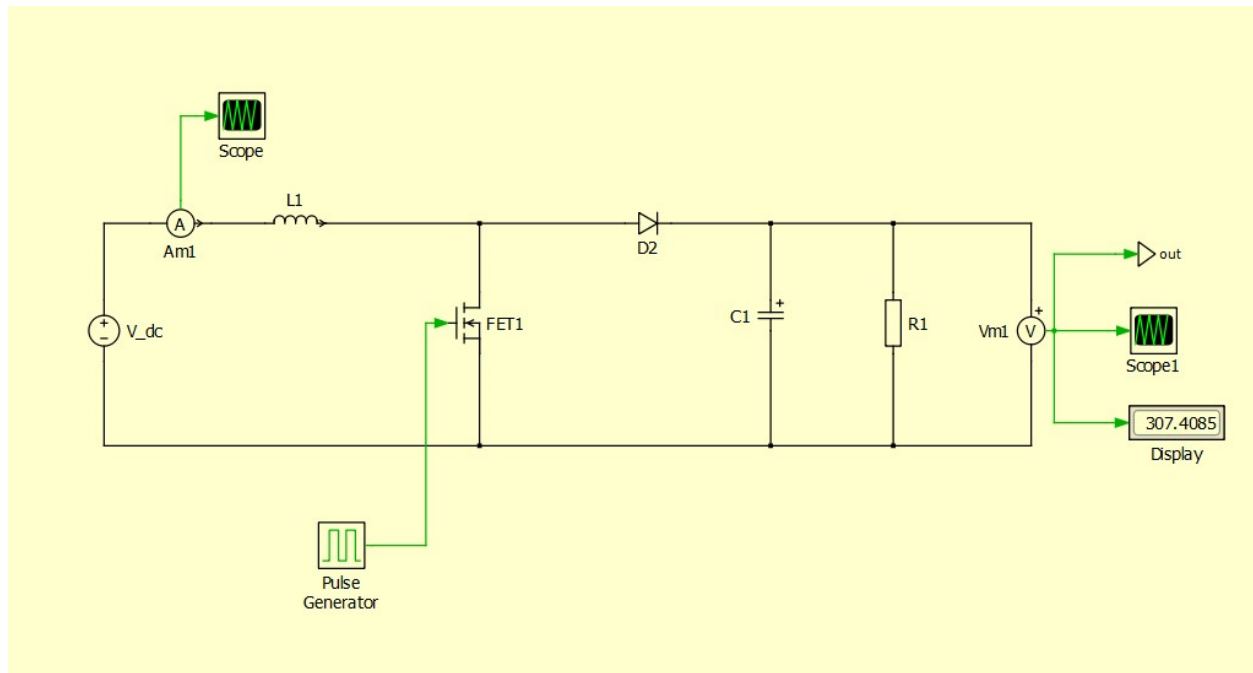 Scope
L1
A
Am1
D2
out
V_dc
FET1
C1
+
R1
+
Vm1
V
Scope1
307.4085
Display
Pulse
Generator